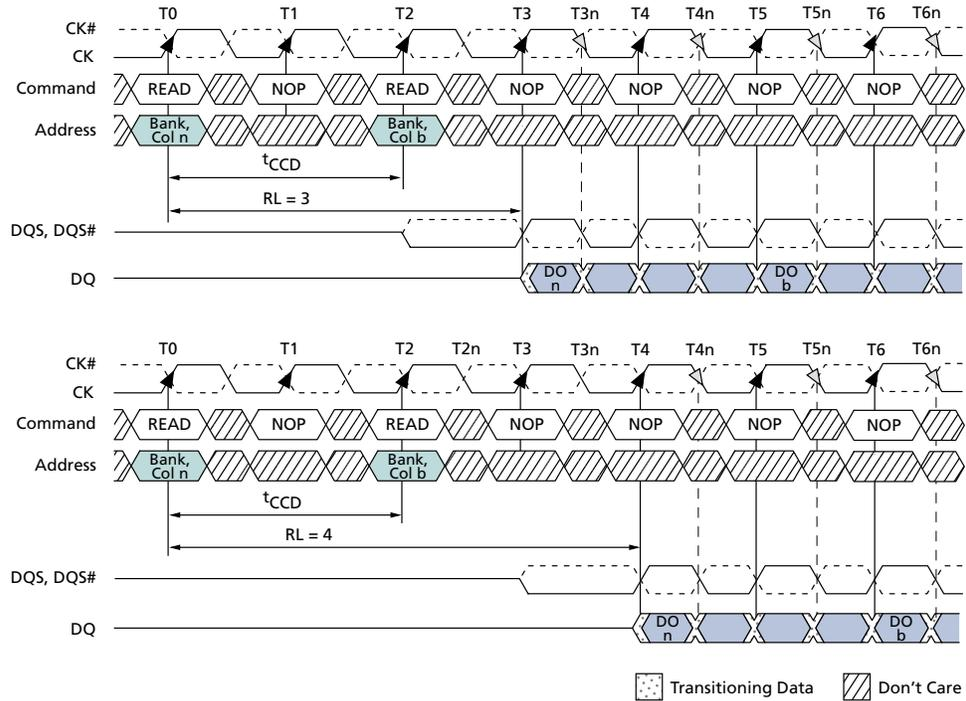 T0 T1 T2 T3 T3n T4 T4n T5 T5n T6 T6n
CK#
CK
Command READ NOP READ NOP NOP NOP NOP
Address Bank, Col n Bank, Col b
tCCD
RL = 3
DQS, DQS#
DQ DO n DO b
T0 T1 T2 T2n T3 T3n T4 T4n T5 T5n T6 T6n
CK#
CK
Command READ NOP READ NOP NOP NOP NOP
Address Bank, Col n Bank, Col b
tCCD
RL = 4
DQS, DQS#
DQ DO n DO b
Transitioning Data Don't Care